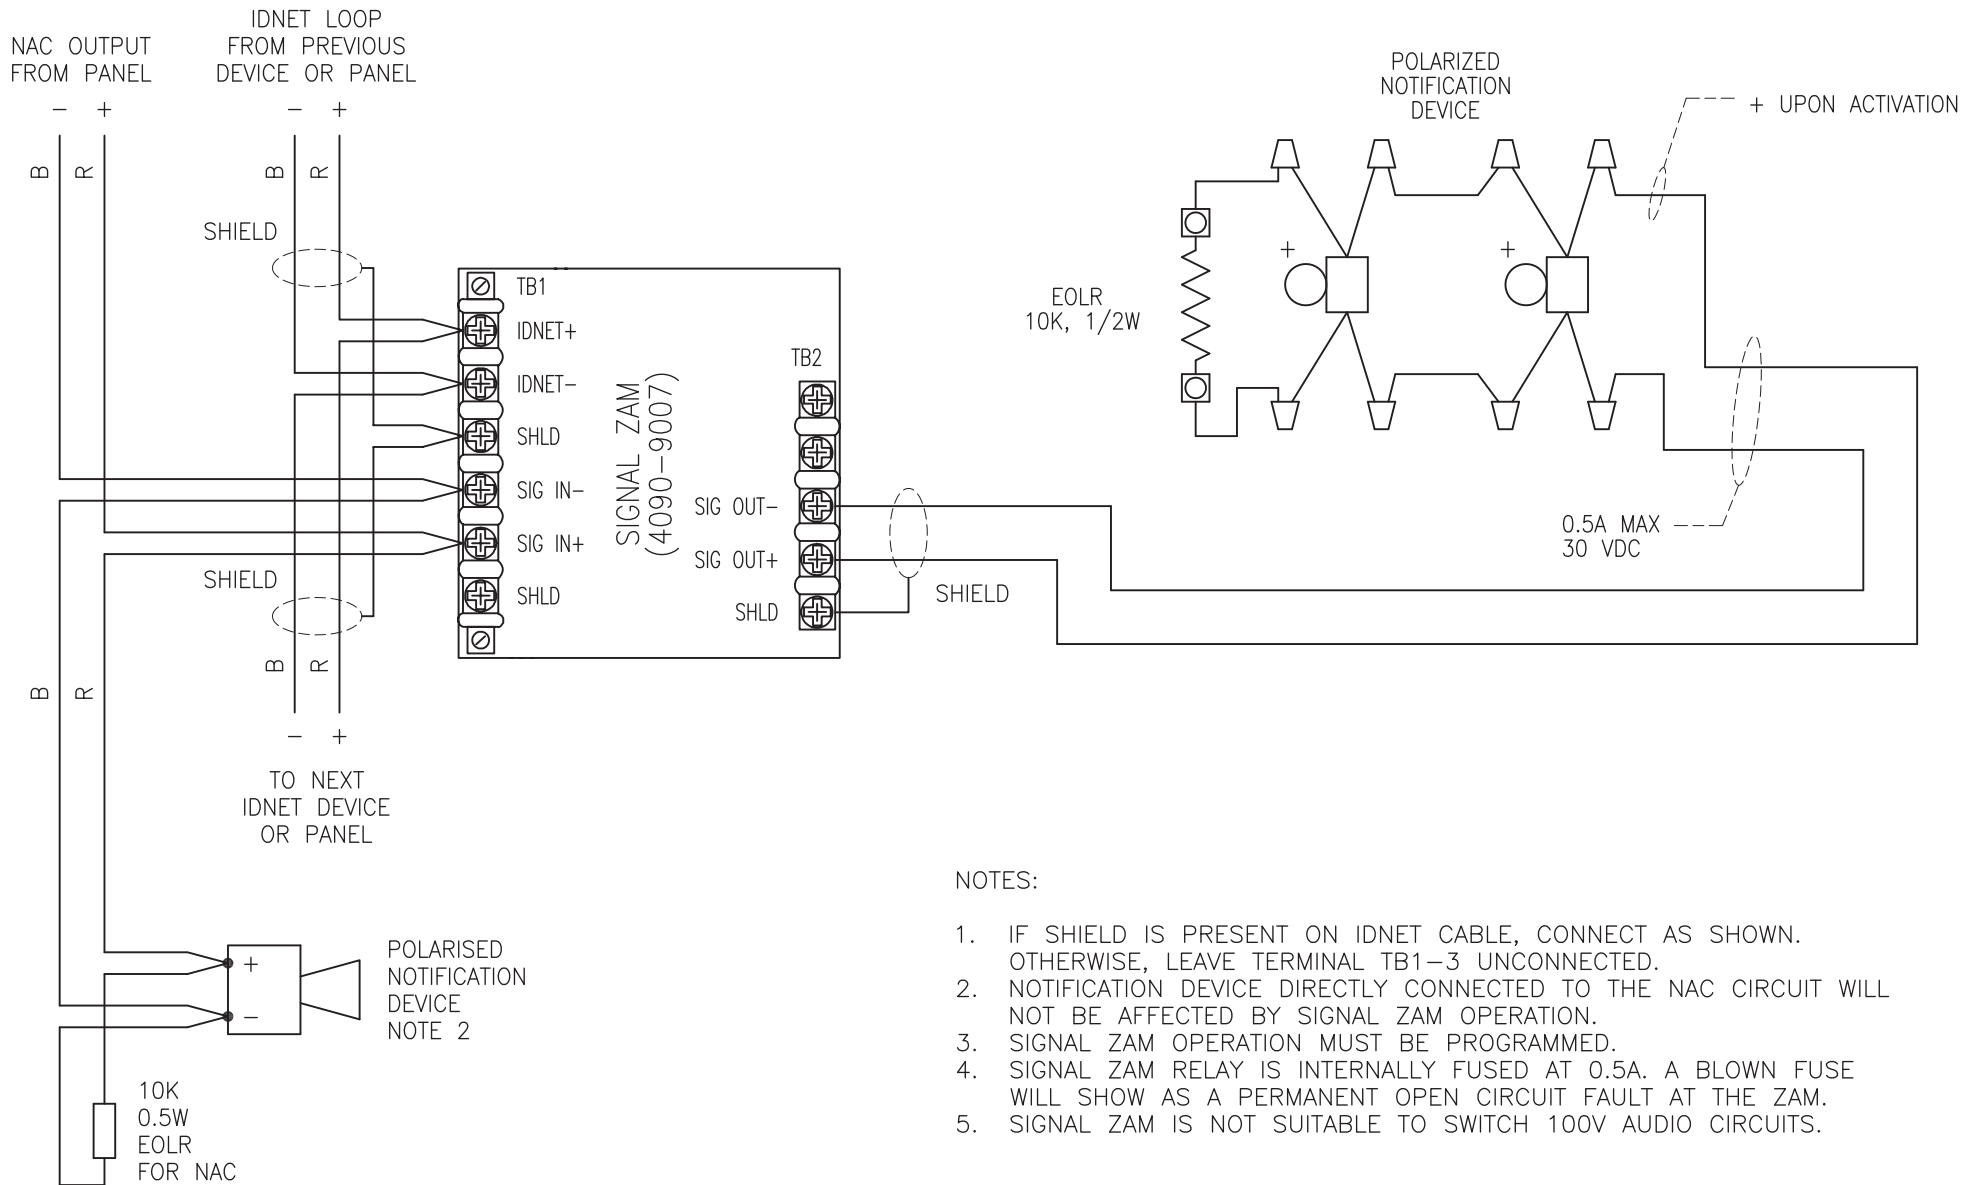 NAC OUTPUT
FROM PANEL
- +
IDNET LOOP
FROM PREVIOUS
DEVICE OR PANEL
- +
B R
B R
SHIELD
TB1
IDNET+
IDNET-
SHLD
SIG IN-
SIG IN+
SHLD
SIGNAL ZAM
(4090-9007)
TB2
SIG OUT-
SIG OUT+
SHLD
SHIELD
SHIELD
B R
B R
- +
TO NEXT
IDNET DEVICE
OR PANEL
POLARIZED
NOTIFICATION
DEVICE
+ UPON ACTIVATION
+
+
EOLR
10K, 1/2W
0.5A MAX
30 VDC
+
-
POLARISED
NOTIFICATION
DEVICE
NOTE 2
10K
0.5W
EOLR
FOR NAC
NOTES:
1. IF SHIELD IS PRESENT ON IDNET CABLE, CONNECT AS SHOWN.
OTHERWISE, LEAVE TERMINAL TB1-3 UNCONNECTED.
2. NOTIFICATION DEVICE DIRECTLY CONNECTED TO THE NAC CIRCUIT WILL
NOT BE AFFECTED BY SIGNAL ZAM OPERATION.
3. SIGNAL ZAM OPERATION MUST BE PROGRAMMED.
4. SIGNAL ZAM RELAY IS INTERNALLY FUSED AT 0.5A. A BLOWN FUSE
WILL SHOW AS A PERMANENT OPEN CIRCUIT FAULT AT THE ZAM.
5. SIGNAL ZAM IS NOT SUITABLE TO SWITCH 100V AUDIO CIRCUITS.